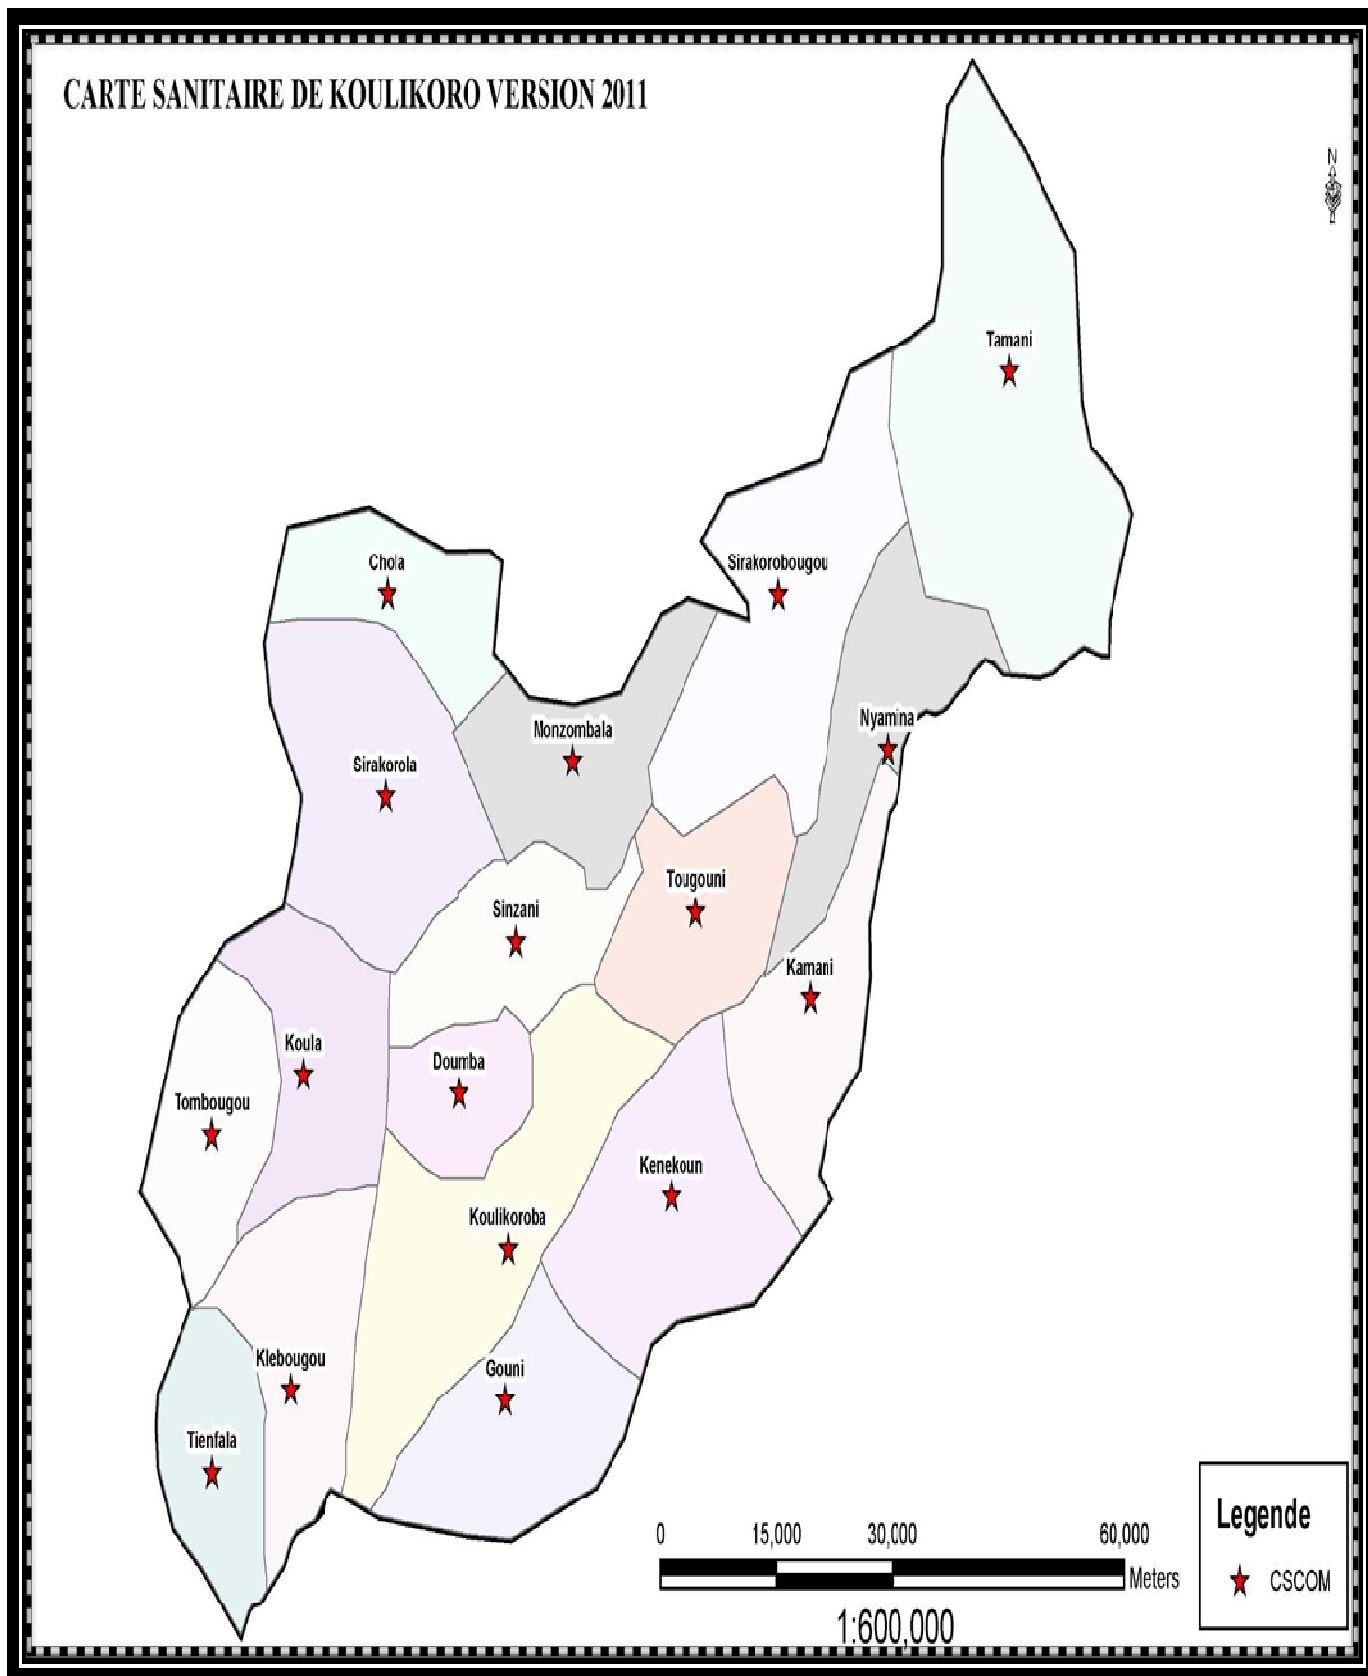 CARTE SANITAIRE DE KOULIKORO VERSION 2011
N
Tamani
Chola
Sirakorobougou
Nyamina
Monzombala
Sirakorola
Tougouni
Sinzani
Kamani
Koula
Doumba
Tombougou
Kenekoun
Koulikoroba
Klebougou
Gouni
Tienfala
0 15,000 30,000 60,000
Meters
1:600,000
Legende
CSCOM